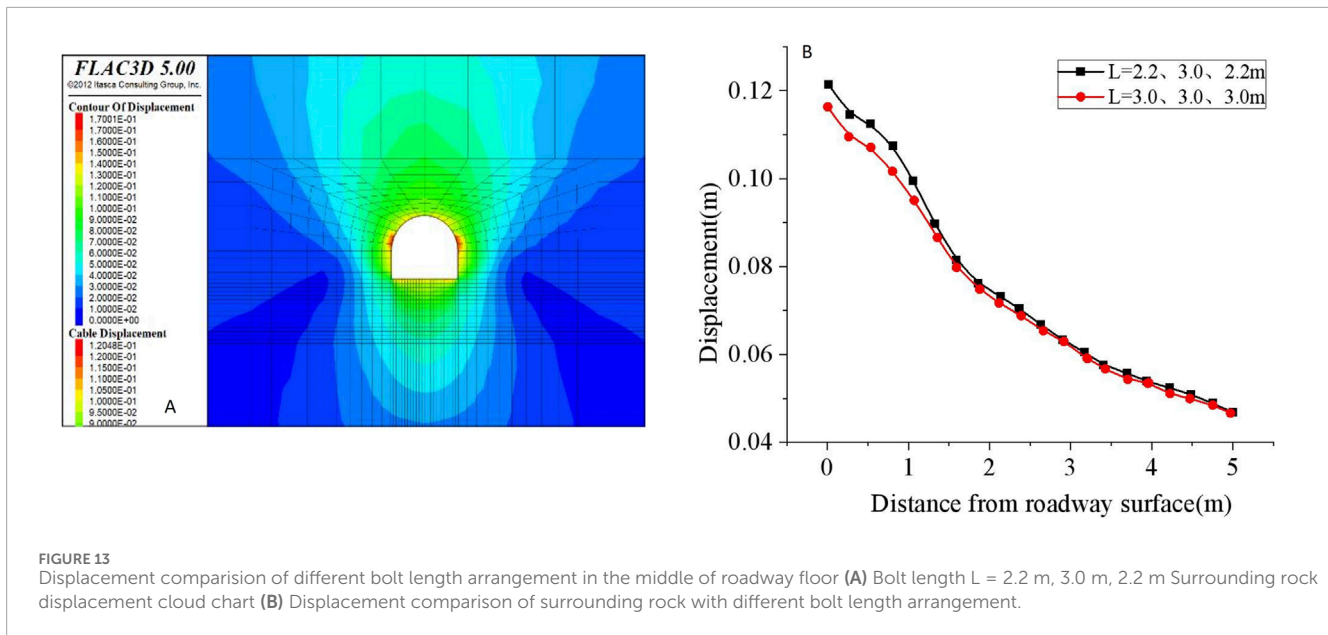 FLAC3D 5.00
©2012 Itasca Consulting Group, Inc.
Contour Of Displacement
1.7001E-01
1.7000E-01
1.6000E-01
1.5000E-01
1.4000E-01
1.3000E-01
1.2000E-01
1.1000E-01
1.0000E-01
9.0000E-02
8.0000E-02
7.0000E-02
6.0000E-02
5.0000E-02
4.0000E-02
3.0000E-02
2.0000E-02
1.0000E-02
0.0000E+00
Cable Displacement
1.2048E-01
1.2000E-01
1.1500E-01
1.1000E-01
1.0500E-01
1.0000E-01
9.5000E-02
9.0000E-02
A
B
L=2.2、3.0、2.2m
L=3.0、3.0、3.0m
0.12
0.10
0.08
0.06
0.04
Displacement(m)
0 1 2 3 4 5
Distance from roadway surface(m)
FIGURE 13
Displacement comparision of different bolt length arrangement in the middle of roadway floor (A) Bolt length L = 2.2 m, 3.0 m, 2.2 m Surrounding rock
displacement cloud chart (B) Displacement comparison of surrounding rock with different bolt length arrangement.